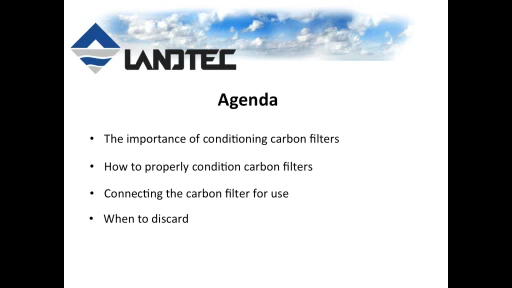 LANDTEC
Agenda
• The importance of conditioning carbon filters
• How to properly condition carbon filters
• Connecting the carbon filter for use
• When to discard